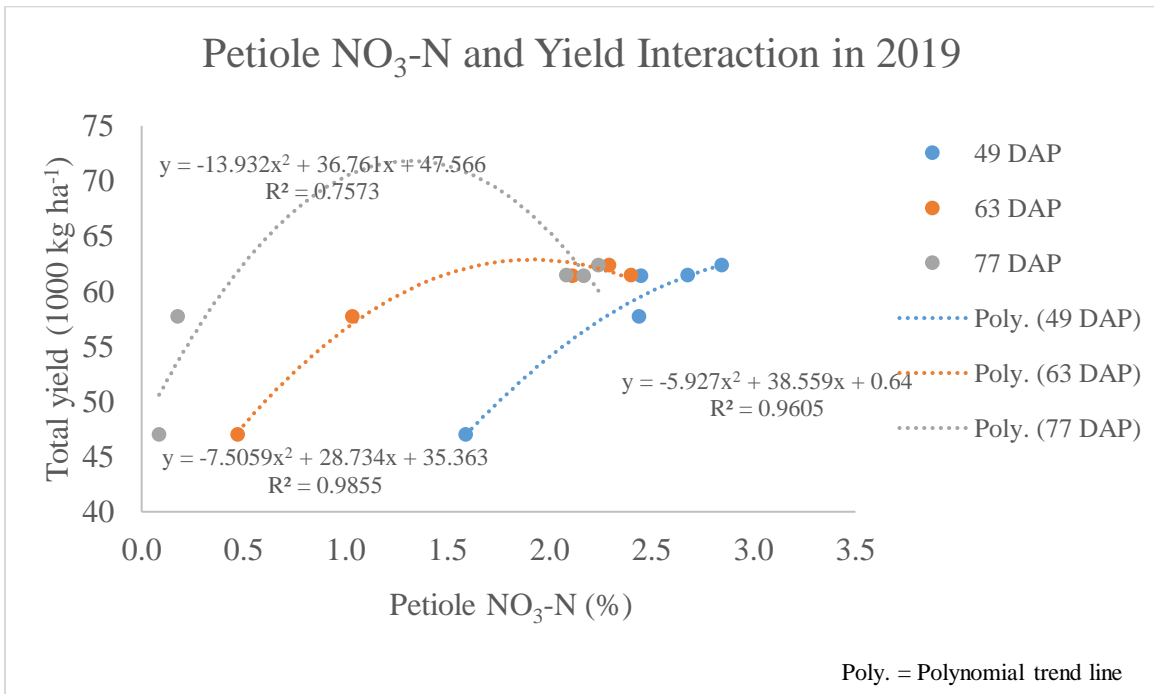 Petiole NO₃-N and Yield Interaction in 2019
Total yield (1000 kg ha⁻¹)
75
70
65
60
55
50
45
40
y = -13.932x² + 36.761x + 47.566
R² = 0.7573
y = -5.927x² + 38.559x + 0.64
R² = 0.9605
y = -7.5059x² + 28.734x + 35.363
R² = 0.9855
0.0 0.5 1.0 1.5 2.0 2.5 3.0 3.5
Petiole NO₃-N (%)
49 DAP
63 DAP
77 DAP
Poly. (49 DAP)
Poly. (63 DAP)
Poly. (77 DAP)
Poly. = Polynomial trend line